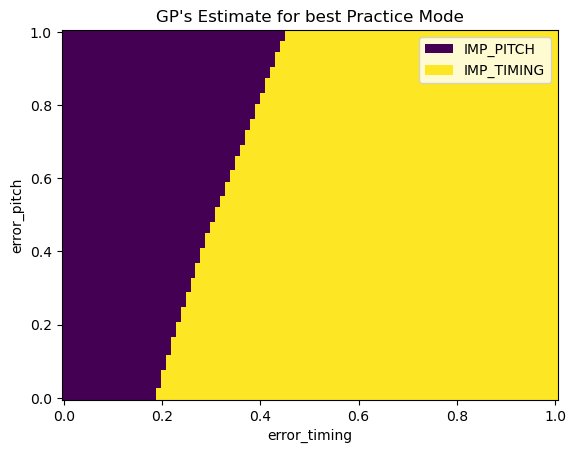 GP's Estimate for best Practice Mode
IMP_PITCH
IMP_TIMING
error_pitch
1.0
0.8
0.6
0.4
0.2
0.0
0.0 0.2 0.4 0.6 0.8 1.0
error_timing